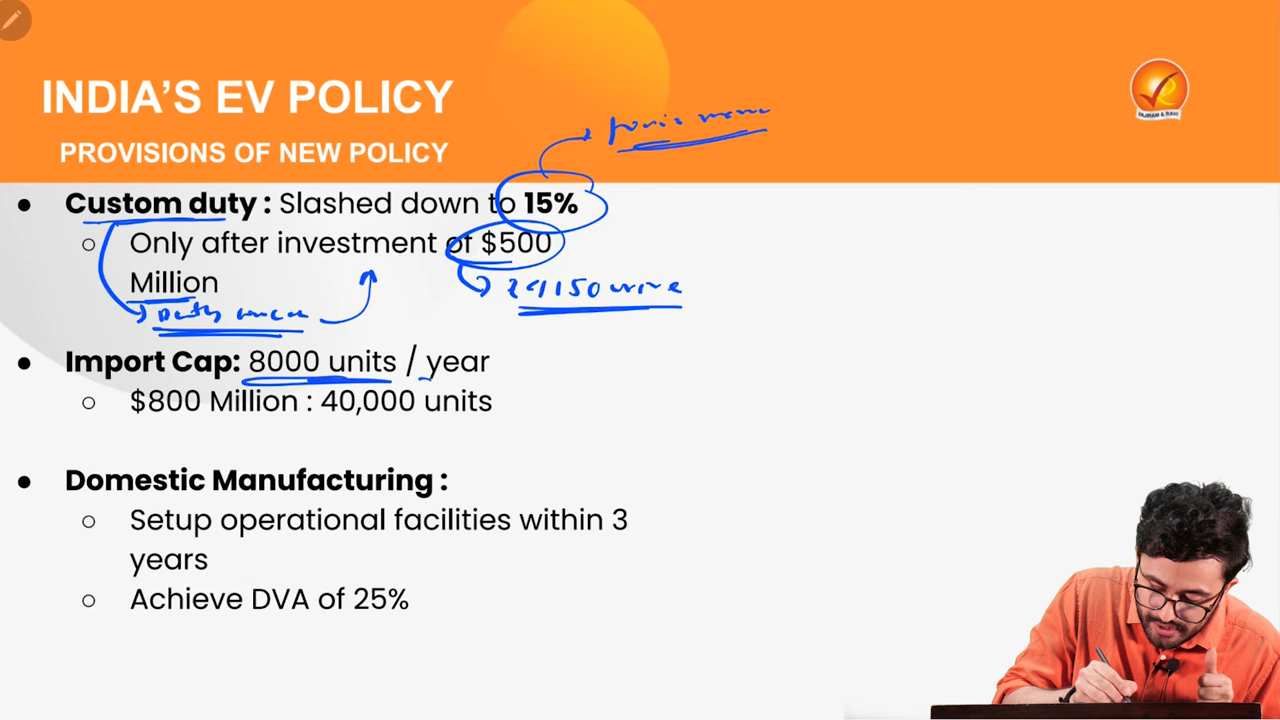 INDIA’S EV POLICY
PROVISIONS OF NEW POLICY
VAJIRAM & RAVI
● Custom duty : Slashed down to 15%
○ Only after investment of $500
Million
● Import Cap: 8000 units / year
○ $800 Million : 40,000 units
● Domestic Manufacturing :
○ Setup operational facilities within 3
years
○ Achieve DVA of 25%